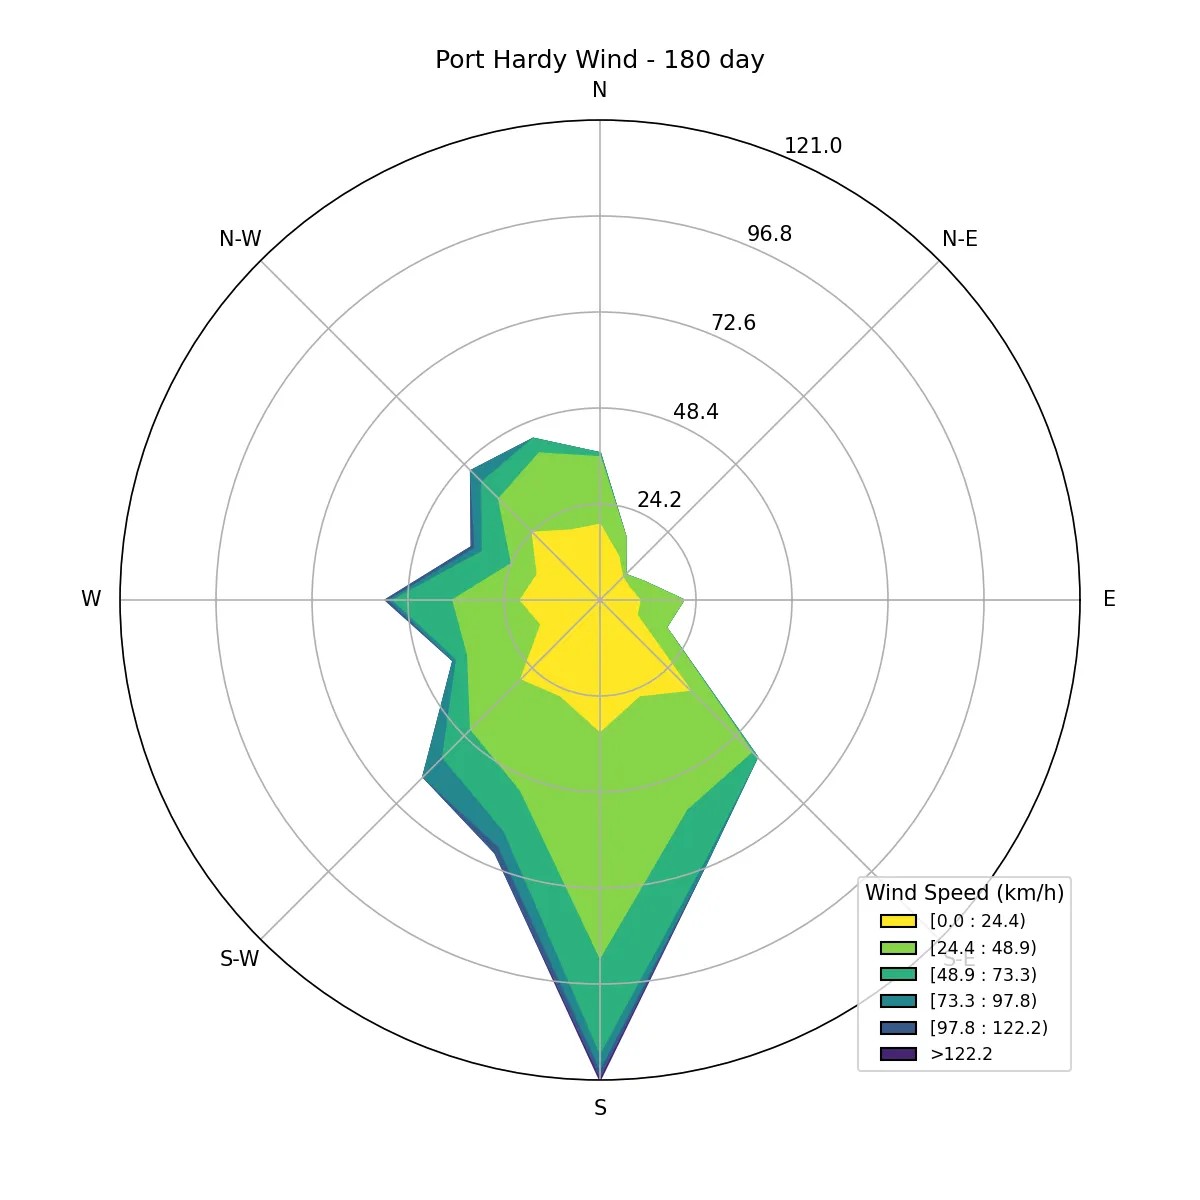 Port Hardy Wind - 180 day
N
121.0
96.8
N-W
N-E
72.6
48.4
24.2
W
E
Wind Speed (km/h)
[0.0 : 24.4)
[24.4 : 48.9)
S-W
S-E
[48.9 : 73.3)
[73.3 : 97.8)
[97.8 : 122.2)
>122.2
S